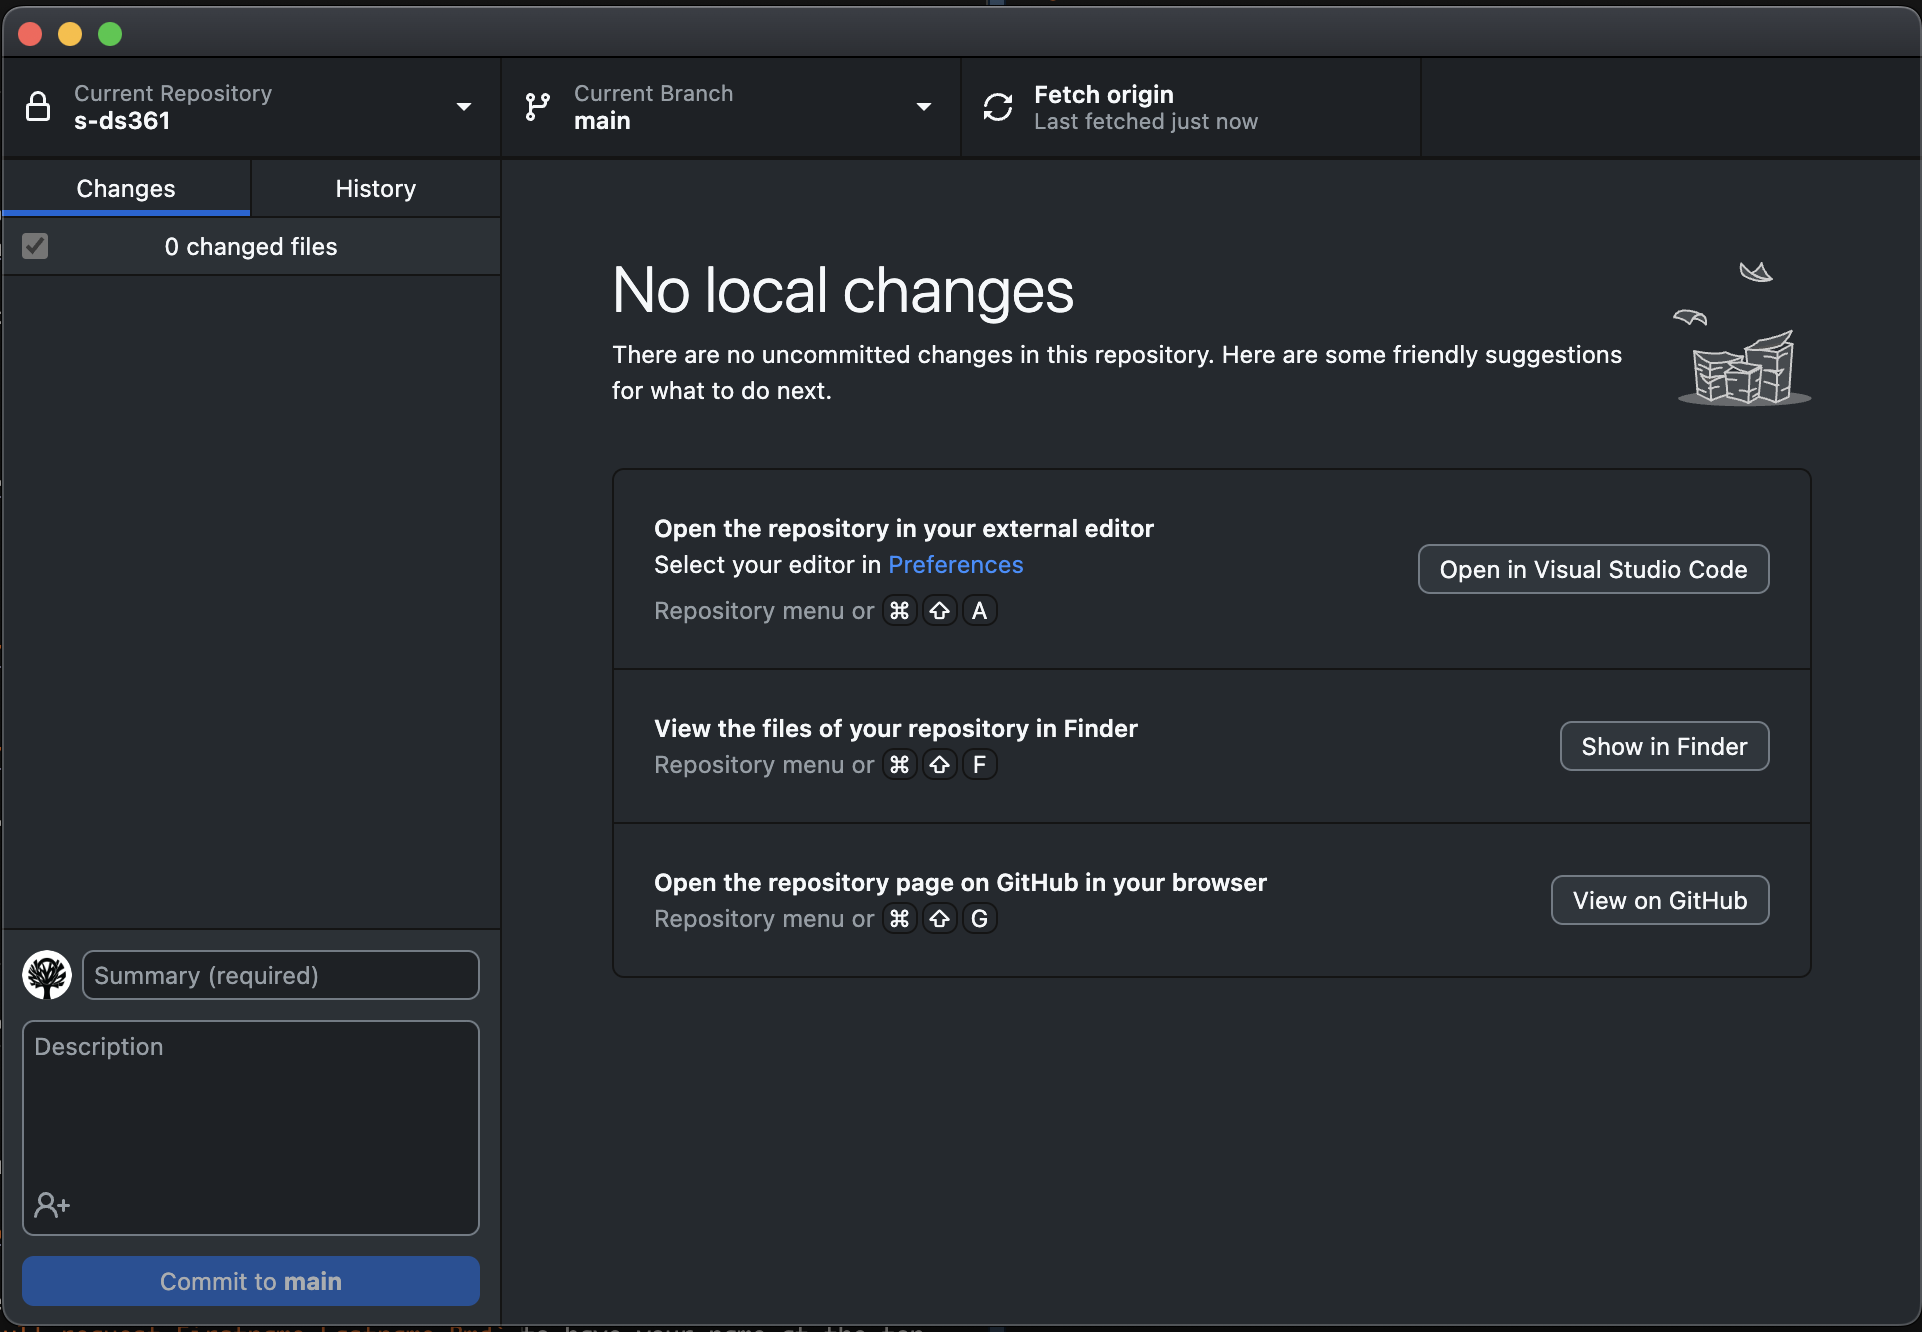 Current Repository
s-ds361
Current Branch
main
Fetch origin
Last fetched just now
Changes
History
0 changed files
No local changes
There are no uncommitted changes in this repository. Here are some friendly suggestions
for what to do next.
Open the repository in your external editor
Select your editor in Preferences
Repository menu or ⌘ ⇧ A
Open in Visual Studio Code
View the files of your repository in Finder
Repository menu or ⌘ ⇧ F
Show in Finder
Open the repository page on GitHub in your browser
Repository menu or ⌘ ⇧ G
View on GitHub
Summary (required)
Description
Commit to main